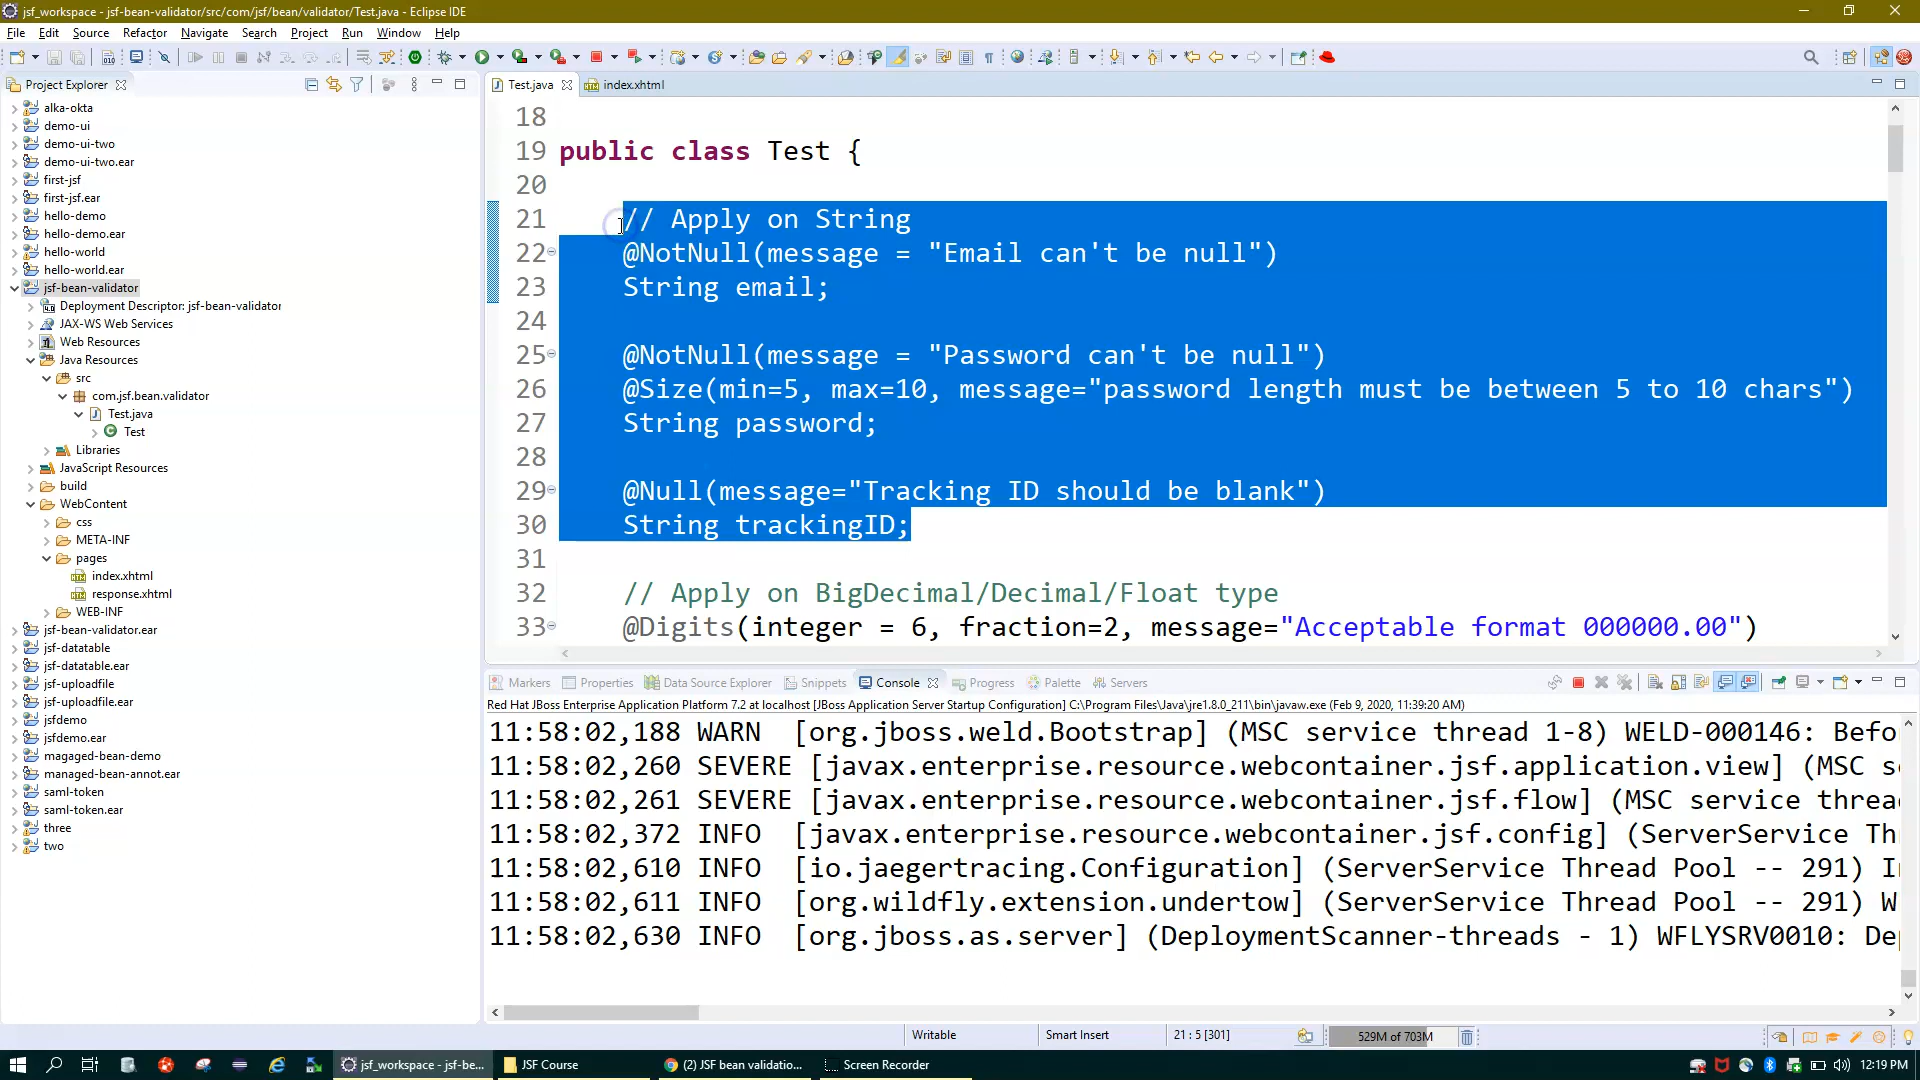 jsf_workspace - jsf-bean-validator/src/com/jsf/bean/validator/Test.java - Eclipse IDE
File Edit Source Refactor Navigate Search Project Run Window Help
Project Explorer
alka-okta
demo-ui
demo-ui-two
demo-ui-two.ear
first-jsf
first-jsf.ear
hello-demo
hello-demo.ear
hello-world
hello-world.ear
jsf-bean-validator
Deployment Descriptor: jsf-bean-validator
JAX-WS Web Services
Web Resources
Java Resources
src
com.jsf.bean.validator
Test.java
Test
Libraries
JavaScript Resources
build
WebContent
css
META-INF
pages
index.xhtml
response.xhtml
WEB-INF
jsf-bean-validator.ear
jsf-datatable
jsf-datatable.ear
jsf-uploadfile
jsf-uploadfile.ear
jsfdemo
jsfdemo.ear
magaged-bean-demo
managed-bean-annot.ear
saml-token
saml-token.ear
three
two
Test.java index.xhtml
18
19 public class Test {
20
21 // Apply on String
22 @NotNull(message = "Email can't be null")
23 String email;
24
25 @NotNull(message = "Password can't be null")
26 @Size(min=5, max=10, message="password length must be between 5 to 10 chars")
27 String password;
28
29 @Null(message="Tracking ID should be blank")
30 String trackingID;
31
32 // Apply on BigDecimal/Decimal/Float type
33 @Digits(integer = 6, fraction=2, message="Acceptable format 000000.00")
Markers Properties Data Source Explorer Snippets Console Progress Palette Servers
Red Hat JBoss Enterprise Application Platform 7.2 at localhost [JBoss Application Server Startup Configuration] C:\Program Files\Java\jre1.8.0_211\bin\javaw.exe (Feb 9, 2020, 11:39:20 AM)
11:58:02,188 WARN [org.jboss.weld.Bootstrap] (MSC service thread 1-8) WELD-000146: Befo
11:58:02,260 SEVERE [javax.enterprise.resource.webcontainer.jsf.application.view] (MSC s
11:58:02,261 SEVERE [javax.enterprise.resource.webcontainer.jsf.flow] (MSC service threa
11:58:02,372 INFO [javax.enterprise.resource.webcontainer.jsf.config] (ServerService Th
11:58:02,610 INFO [io.jaegertracing.Configuration] (ServerService Thread Pool -- 291) I
11:58:02,611 INFO [org.wildfly.extension.undertow] (ServerService Thread Pool -- 291) W
11:58:02,630 INFO [org.jboss.as.server] (DeploymentScanner-threads - 1) WFLYSRV0010: De
Writable Smart Insert 21 : 5 [301] 529M of 703M
jsf_workspace - jsf-be... JSF Course (2) JSF bean validatio... Screen Recorder 12:19 PM